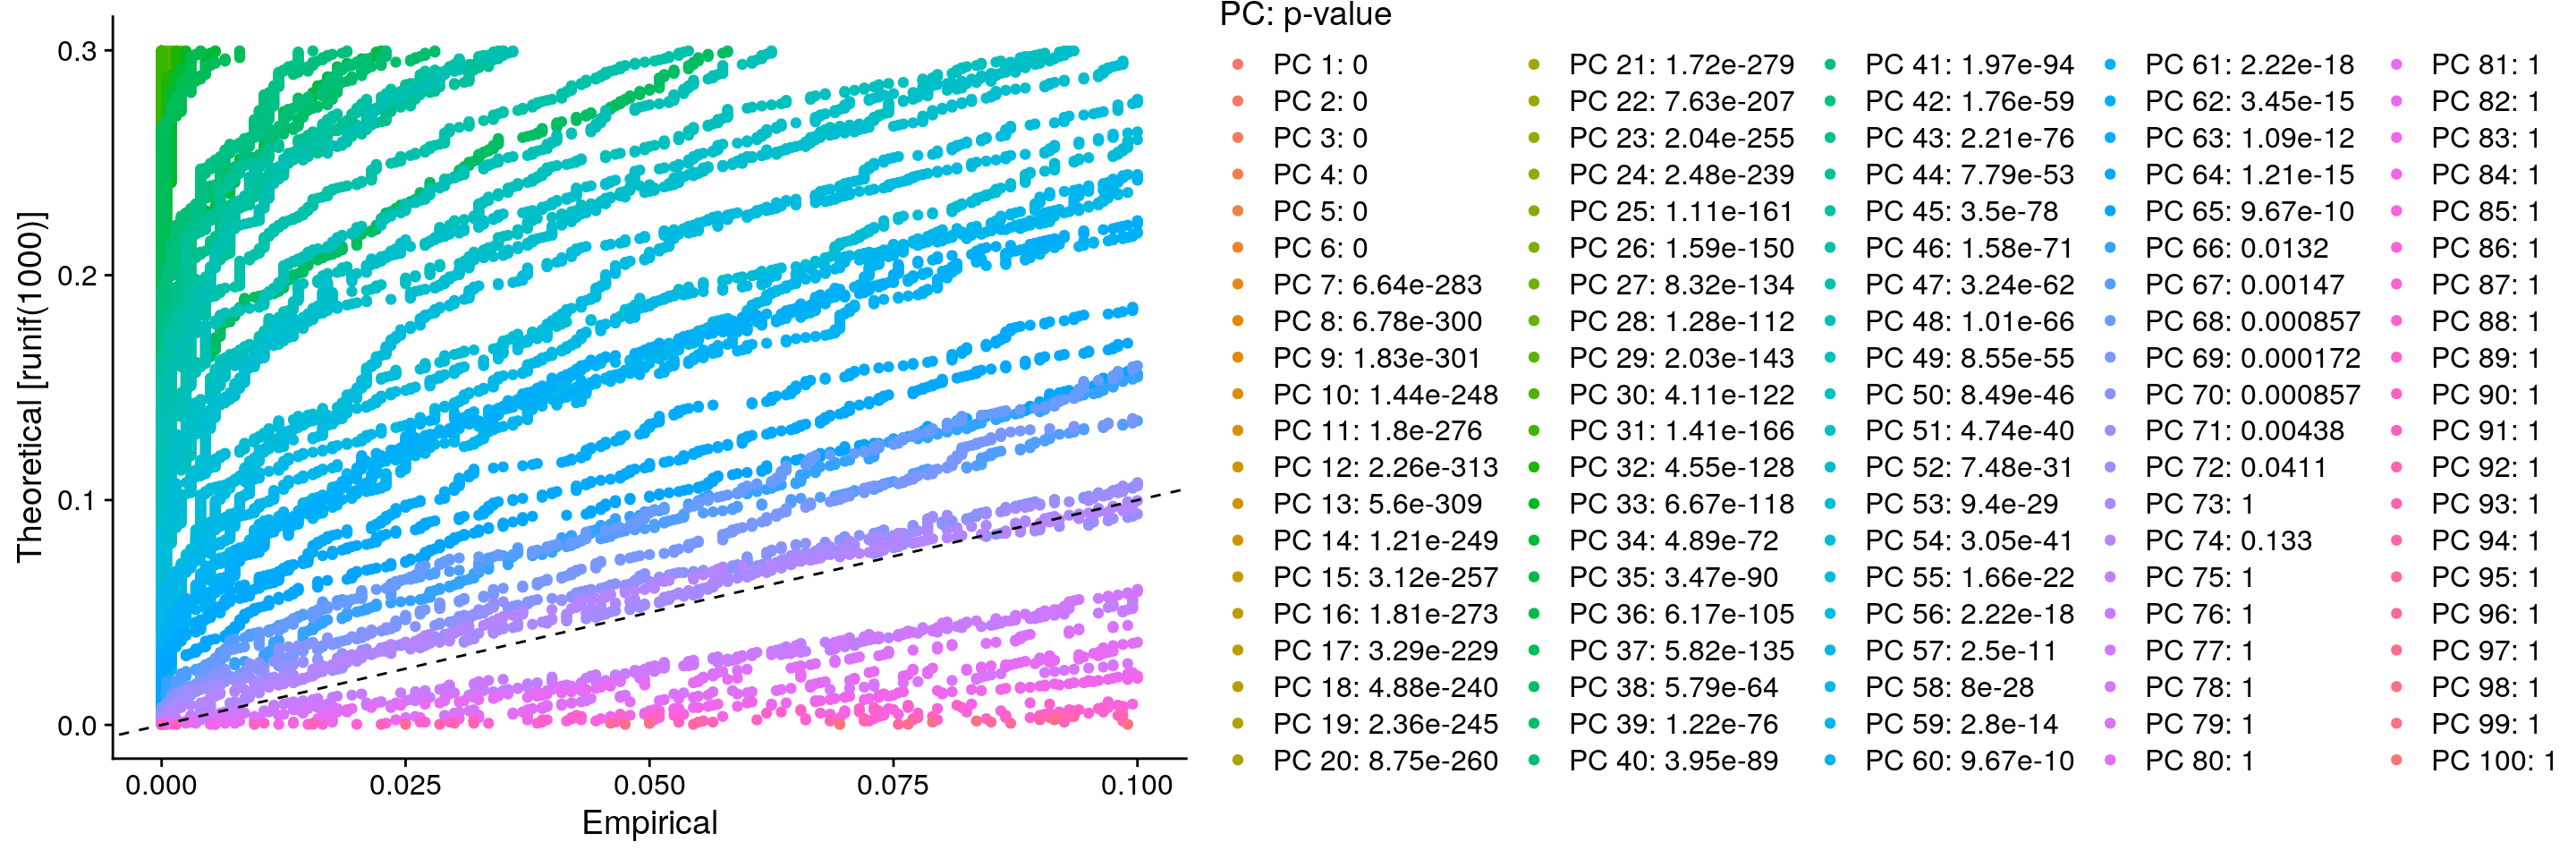 PC: p-value
0.3
0.2
0.1
0.0
Theoretical [runif(1000)]
0.000 0.025 0.050 0.075 0.100
Empirical
PC 1: 0
PC 2: 0
PC 3: 0
PC 4: 0
PC 5: 0
PC 6: 0
PC 7: 6.64e-283
PC 8: 6.78e-300
PC 9: 1.83e-301
PC 10: 1.44e-248
PC 11: 1.8e-276
PC 12: 2.26e-313
PC 13: 5.6e-309
PC 14: 1.21e-249
PC 15: 3.12e-257
PC 16: 1.81e-273
PC 17: 3.29e-229
PC 18: 4.88e-240
PC 19: 2.36e-245
PC 20: 8.75e-260
PC 21: 1.72e-279
PC 22: 7.63e-207
PC 23: 2.04e-255
PC 24: 2.48e-239
PC 25: 1.11e-161
PC 26: 1.59e-150
PC 27: 8.32e-134
PC 28: 1.28e-112
PC 29: 2.03e-143
PC 30: 4.11e-122
PC 31: 1.41e-166
PC 32: 4.55e-128
PC 33: 6.67e-118
PC 34: 4.89e-72
PC 35: 3.47e-90
PC 36: 6.17e-105
PC 37: 5.82e-135
PC 38: 5.79e-64
PC 39: 1.22e-76
PC 40: 3.95e-89
PC 41: 1.97e-94
PC 42: 1.76e-59
PC 43: 2.21e-76
PC 44: 7.79e-53
PC 45: 3.5e-78
PC 46: 1.58e-71
PC 47: 3.24e-62
PC 48: 1.01e-66
PC 49: 8.55e-55
PC 50: 8.49e-46
PC 51: 4.74e-40
PC 52: 7.48e-31
PC 53: 9.4e-29
PC 54: 3.05e-41
PC 55: 1.66e-22
PC 56: 2.22e-18
PC 57: 2.5e-11
PC 58: 8e-28
PC 59: 2.8e-14
PC 60: 9.67e-10
PC 61: 2.22e-18
PC 62: 3.45e-15
PC 63: 1.09e-12
PC 64: 1.21e-15
PC 65: 9.67e-10
PC 66: 0.0132
PC 67: 0.00147
PC 68: 0.000857
PC 69: 0.000172
PC 70: 0.000857
PC 71: 0.00438
PC 72: 0.0411
PC 73: 1
PC 74: 0.133
PC 75: 1
PC 76: 1
PC 77: 1
PC 78: 1
PC 79: 1
PC 80: 1
PC 81: 1
PC 82: 1
PC 83: 1
PC 84: 1
PC 85: 1
PC 86: 1
PC 87: 1
PC 88: 1
PC 89: 1
PC 90: 1
PC 91: 1
PC 92: 1
PC 93: 1
PC 94: 1
PC 95: 1
PC 96: 1
PC 97: 1
PC 98: 1
PC 99: 1
PC 100: 1